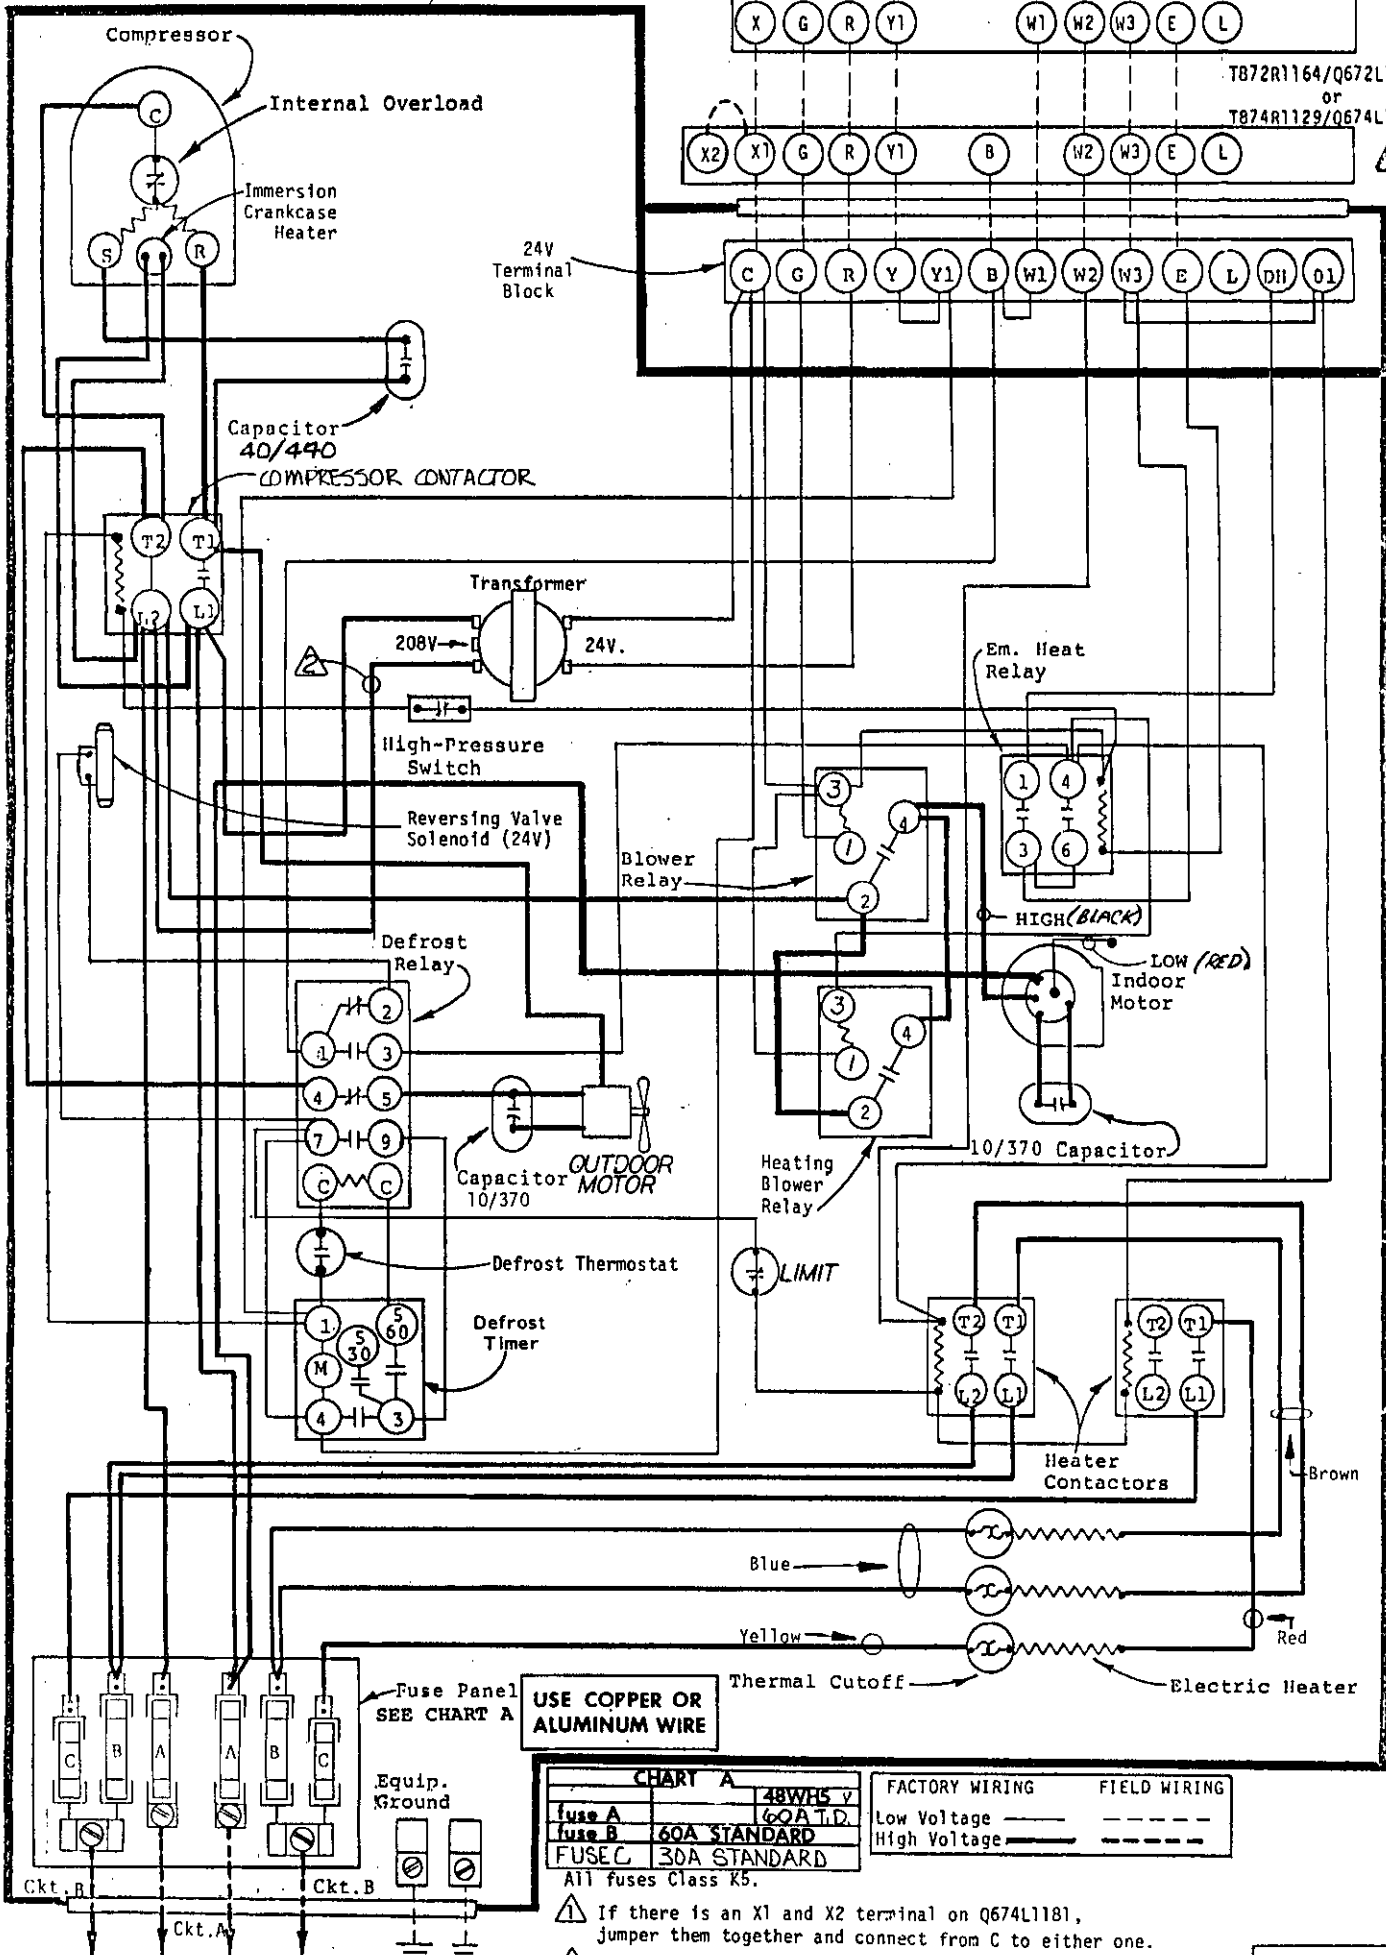 X G R Y1 W1 W2 W3 E L
Compressor
T872R1164/Q672L
or
T874R1129/Q674L
Internal Overload
C
X2 X1 G R Y1 B W2 W3 E L
Immersion
Crankcase
Heater
S R
24V
Terminal
Block
C G R Y Y1 B W1 W2 W3 E L DH O1
Capacitor
40/440
COMPRESSOR CONTACTOR
T2 T1
L2 L1
Transformer
208V 24V.
2
Em. Heat
Relay
High-Pressure
Switch
Reversing Valve
Solenoid (24V)
1 4
3 6
3 4
1
2
Blower
Relay
HIGH (BLACK)
LOW (RED)
Indoor
Motor
Defrost
Relay
2
1 3
4 5
7 9
C C
3 4
1
2
10/370 Capacitor
Capacitor
10/370
OUTDOOR
MOTOR
Heating
Blower
Relay
Defrost Thermostat
LIMIT
Defrost
Timer
1 5 30 5 60
M
4 3
T2 T1 T2 T1
L2 L1 L2 L1
Heater
Contactors
Brown
Blue
Yellow
Red
Thermal Cutoff
Electric Heater
Fuse Panel
SEE CHART A
USE COPPER OR
ALUMINUM WIRE
C B A A B C
Equip.
Ground
CHART A
48WH5 V
fuse A 60A T.D.
fuse B 60A STANDARD
FUSE C 30A STANDARD
All fuses Class K5.
FACTORY WIRING FIELD WIRING
Low Voltage
High Voltage
Ckt.B Ckt.B
Ckt.A
1 If there is an X1 and X2 terminal on Q674L1181,
jumper them together and connect from C to either one.